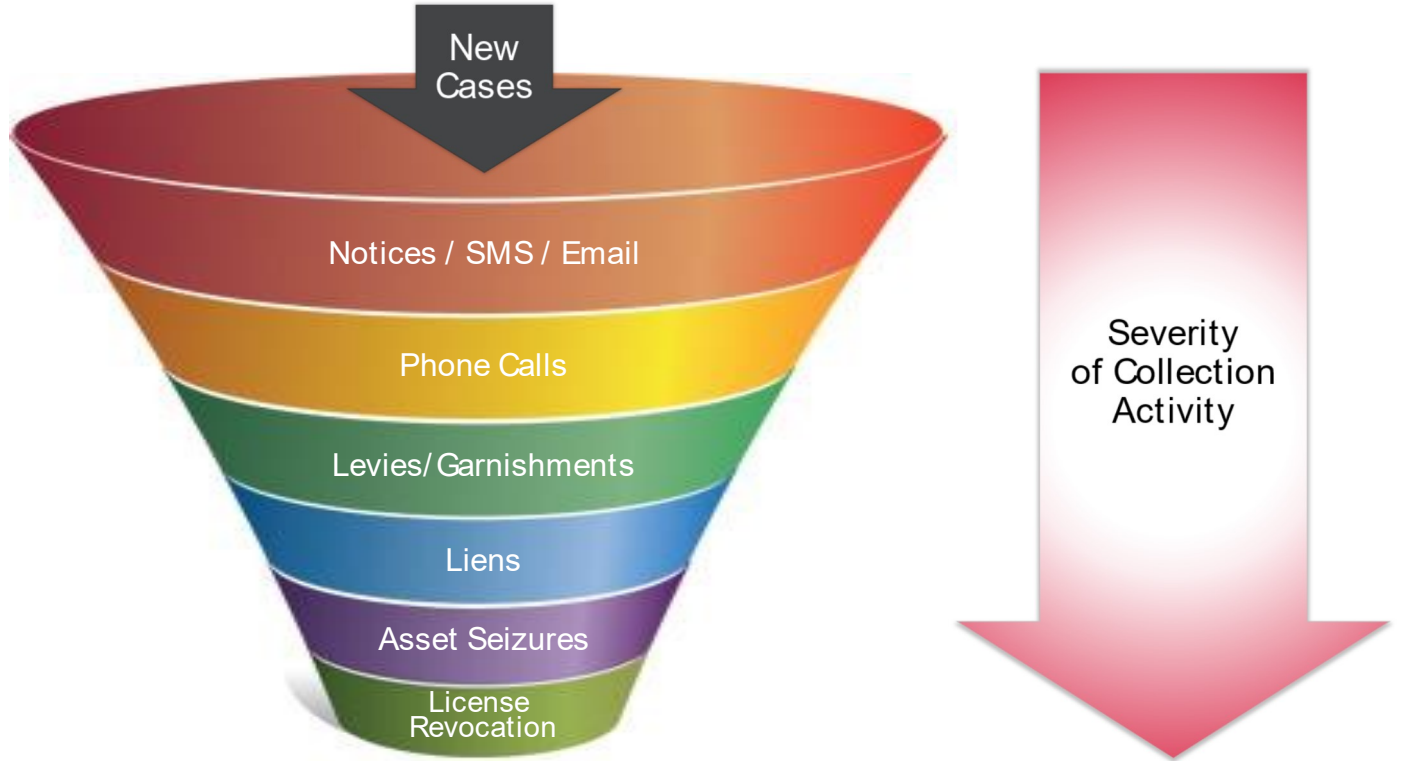 New
Cases
Notices / SMS / Email
Phone Calls
Levies/Garnishments
Liens
Asset Seizures
License
Revocation
Severity
of Collection
Activity